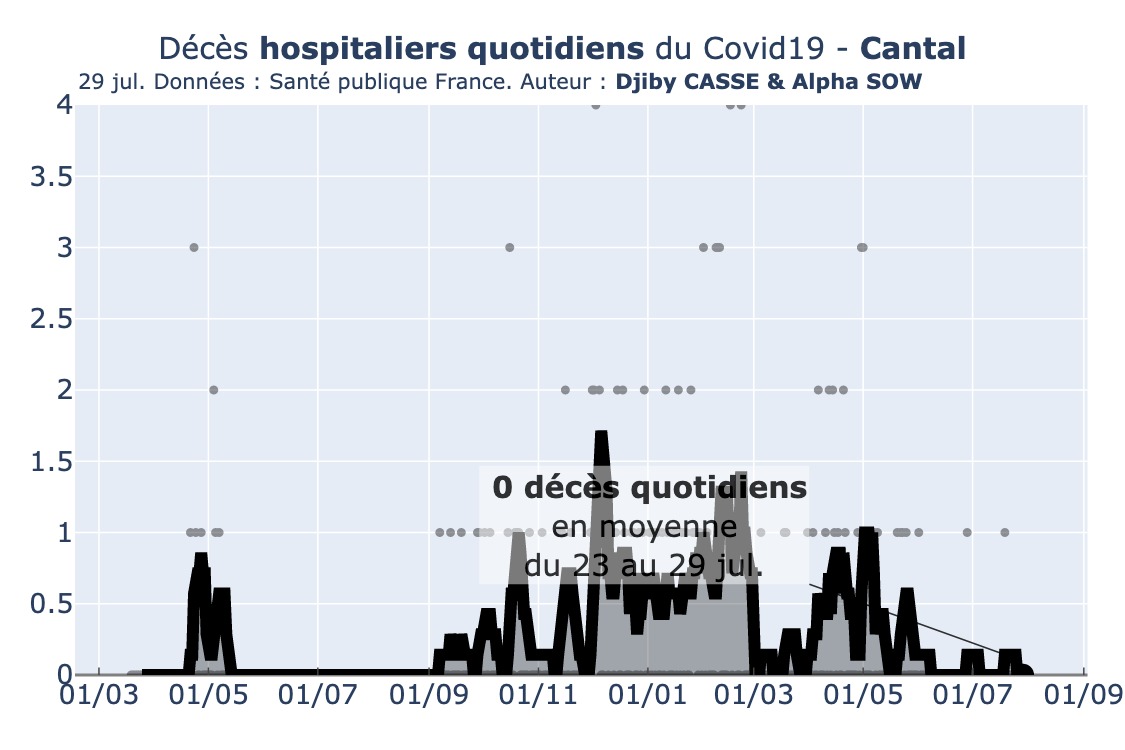 Décès hospitaliers quotidiens du Covid19 - Cantal
29 jul. Données : Santé publique France. Auteur : Djiby CASSE & Alpha SOW
4
3.5
3
2.5
2
1.5
1
0.5
0
0 décès quotidiens
en moyenne
du 23 au 29 jul.
01/03 01/05 01/07 01/09 01/11 01/01 01/03 01/05 01/07 01/09